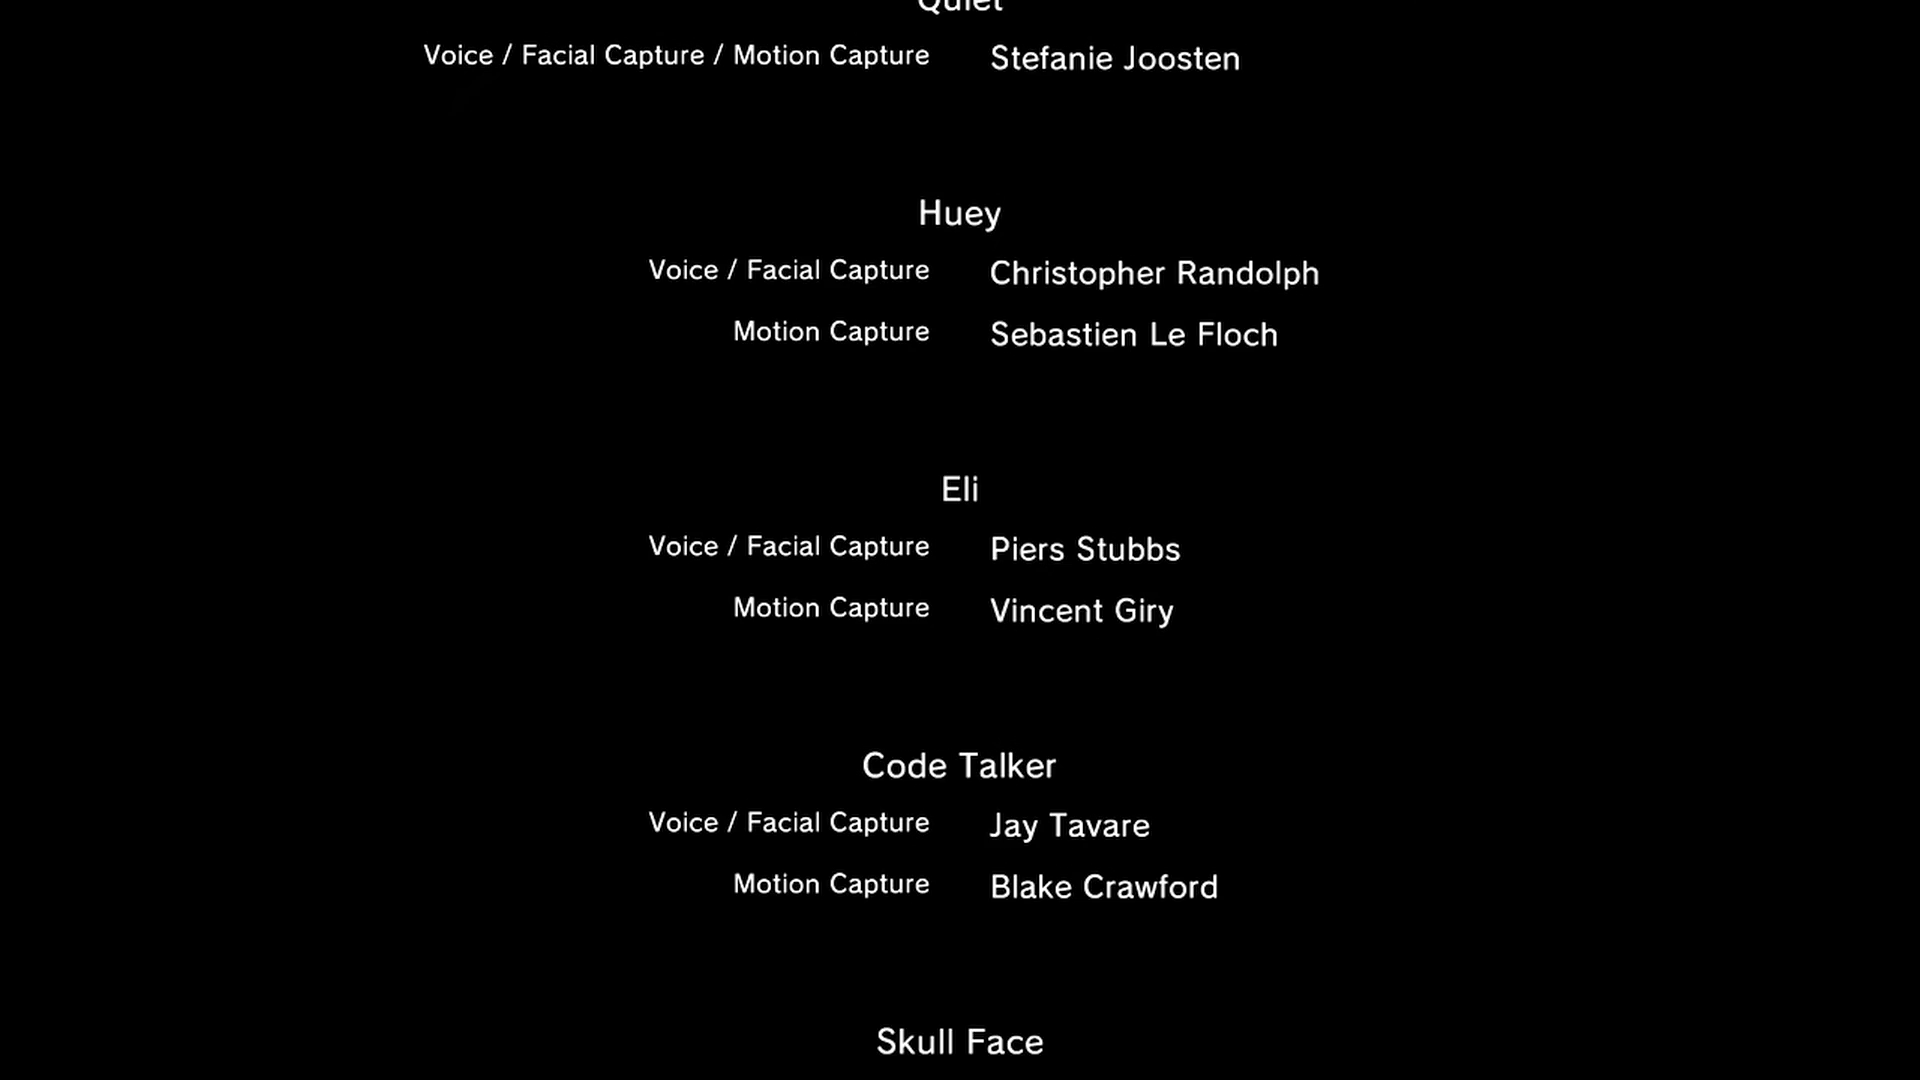 Quiet
Voice / Facial Capture / Motion Capture Stefanie Joosten
Huey
Voice / Facial Capture Christopher Randolph
Motion Capture Sebastien Le Floch
Eli
Voice / Facial Capture Piers Stubbs
Motion Capture Vincent Giry
Code Talker
Voice / Facial Capture Jay Tavare
Motion Capture Blake Crawford
Skull Face